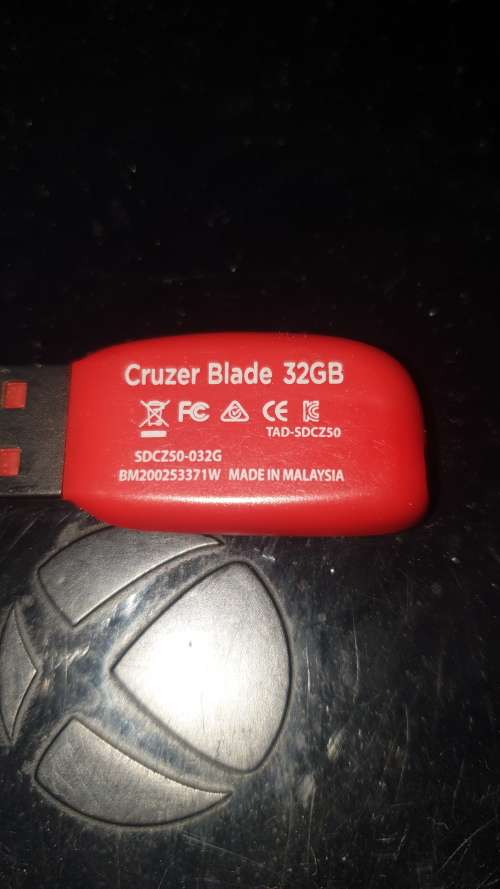 Cruzer Blade 32GB
FC CE
TAD-SDCZ50
SDCZ50-032G
BM200253371W MADE IN MALAYSIA